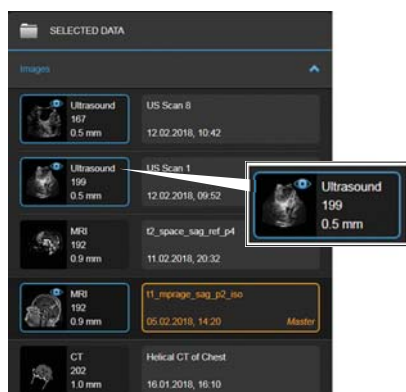 SELECTED DATA
Images
Ultrasound
167
0.5 mm
US Scan 8
12.02.2018, 10:42
Ultrasound
199
0.5 mm
US Scan 1
12.02.2018, 09:52
Ultrasound
199
0.5 mm
MRI
192
0.9 mm
t2_space_sag_ref_p4
11.02.2018, 20:32
MRI
192
0.9 mm
t1_mprage_sag_p2_iso
05.02.2018, 14:20 Master
CT
202
1.0 mm
Helical CT of Chest
16.01.2018, 16:10